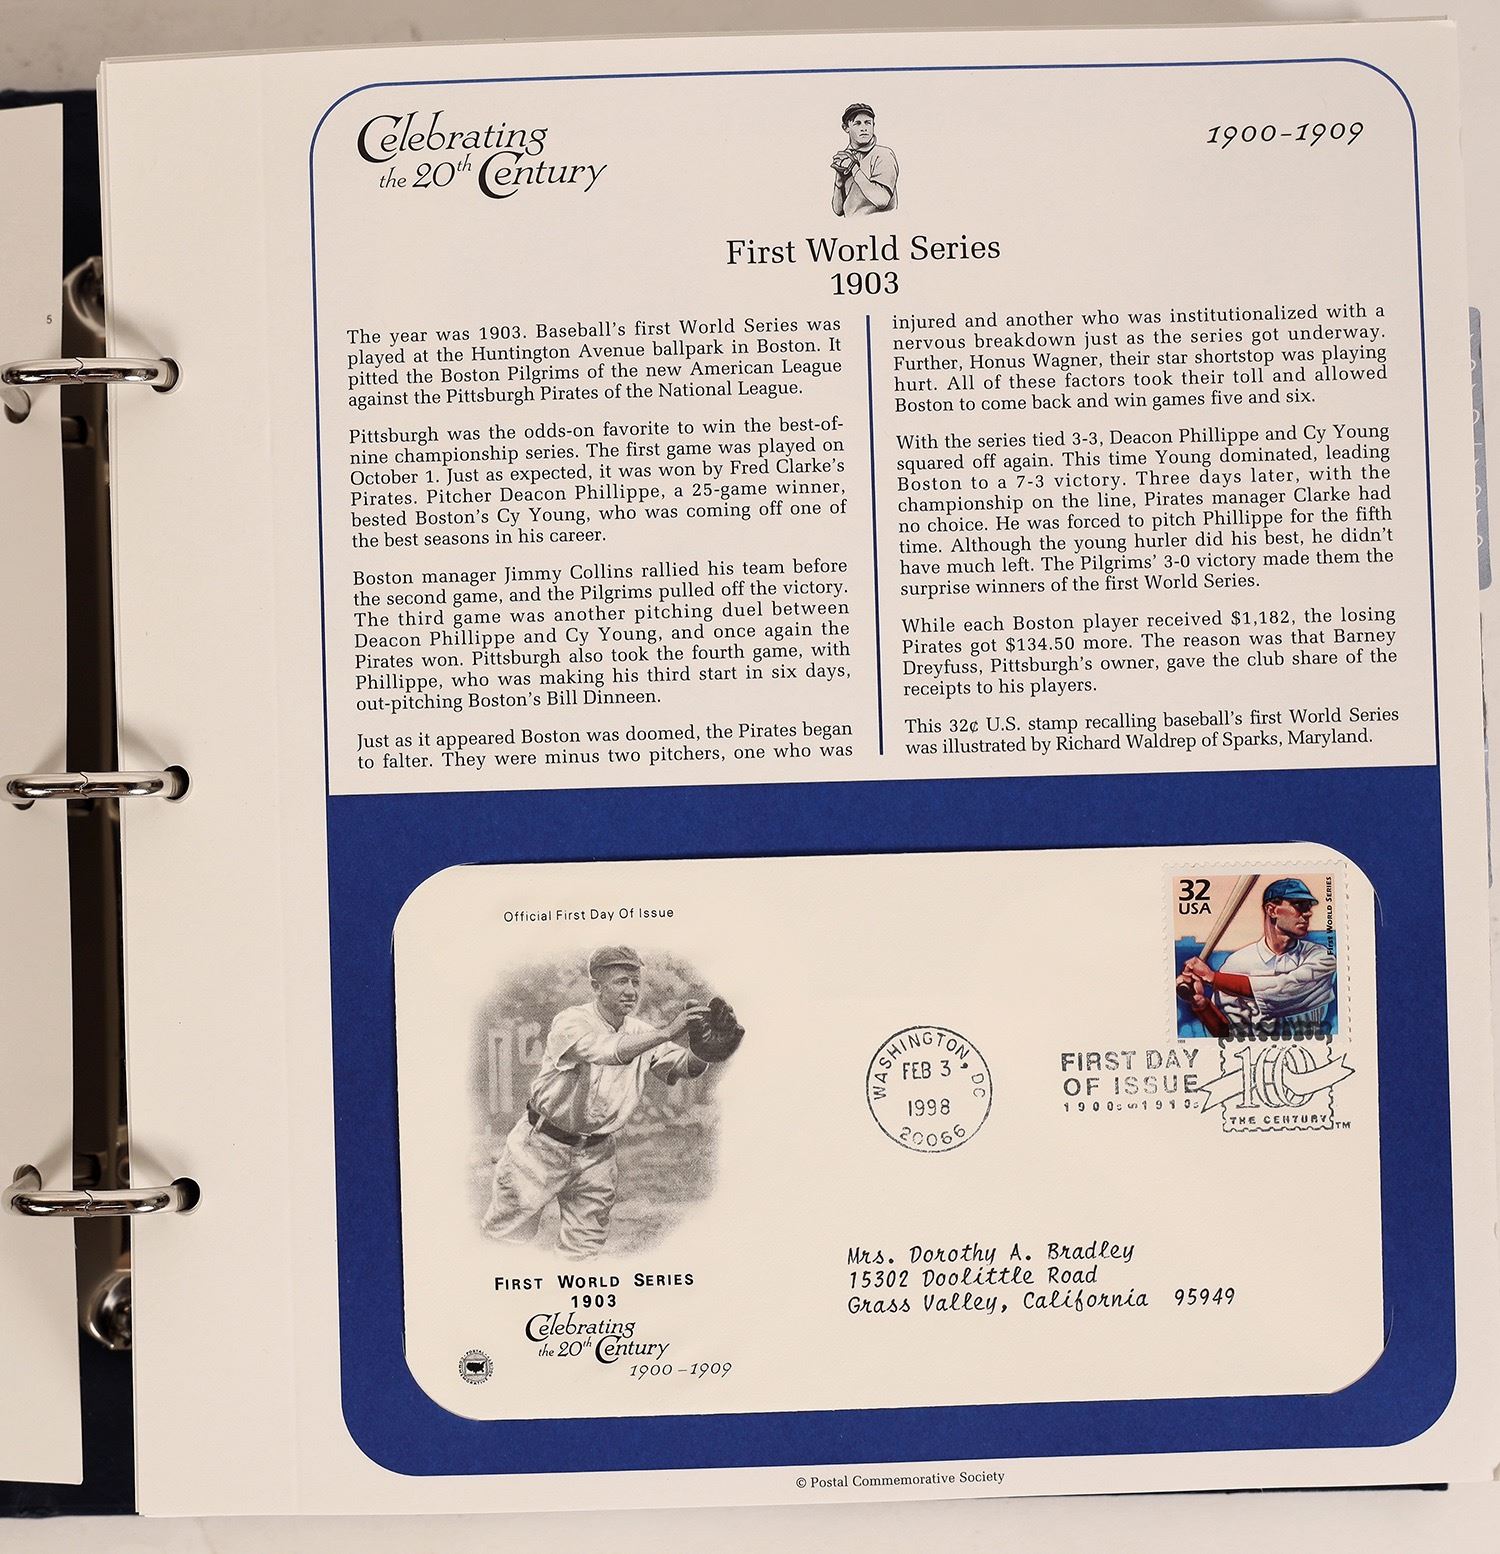 5
Celebrating
the 20th Century
1900-1909
First World Series
1903
The year was 1903. Baseball's first World Series was
played at the Huntington Avenue ballpark in Boston. It
pitted the Boston Pilgrims of the new American League
against the Pittsburgh Pirates of the National League.
Pittsburgh was the odds-on favorite to win the best-of-
nine championship series. The first game was played on
October 1. Just as expected, it was won by Fred Clarke's
Pirates. Pitcher Deacon Phillippe, a 25-game winner,
bested Boston's Cy Young, who was coming off one of
the best seasons in his career.
Boston manager Jimmy Collins rallied his team before
the second game, and the Pilgrims pulled off the victory.
The third game was another pitching duel between
Deacon Phillippe and Cy Young, and once again the
Pirates won. Pittsburgh also took the fourth game, with
Phillippe, who was making his third start in six days,
out-pitching Boston's Bill Dinneen.
Just as it appeared Boston was doomed, the Pirates began
to falter. They were minus two pitchers, one who was
injured and another who was institutionalized with a
nervous breakdown just as the series got underway.
Further, Honus Wagner, their star shortstop was playing
hurt. All of these factors took their toll and allowed
Boston to come back and win games five and six.
With the series tied 3-3, Deacon Phillippe and Cy Young
squared off again. This time Young dominated, leading
Boston to a 7-3 victory. Three days later, with the
championship on the line, Pirates manager Clarke had
no choice. He was forced to pitch Phillippe for the fifth
time. Although the young hurler did his best, he didn't
have much left. The Pilgrims' 3-0 victory made them the
surprise winners of the first World Series.
While each Boston player received $1,182, the losing
Pirates got $134.50 more. The reason was that Barney
Dreyfuss, Pittsburgh's owner, gave the club share of the
receipts to his players.
This 32¢ U.S. stamp recalling baseball's first World Series
was illustrated by Richard Waldrep of Sparks, Maryland.
Official First Day Of Issue
32
USA
First World Series
1998
WASHINGTON, DC
FEB 3
1998
20066
FIRST DAY
OF ISSUE
1900s 1910s
100
THE CENTURY TM
Mrs. Dorothy A. Bradley
15302 Doolittle Road
Grass Valley, California 95949
FIRST WORLD SERIES
1903
Celebrating
the 20th Century
1900-1909
© Postal Commemorative Society